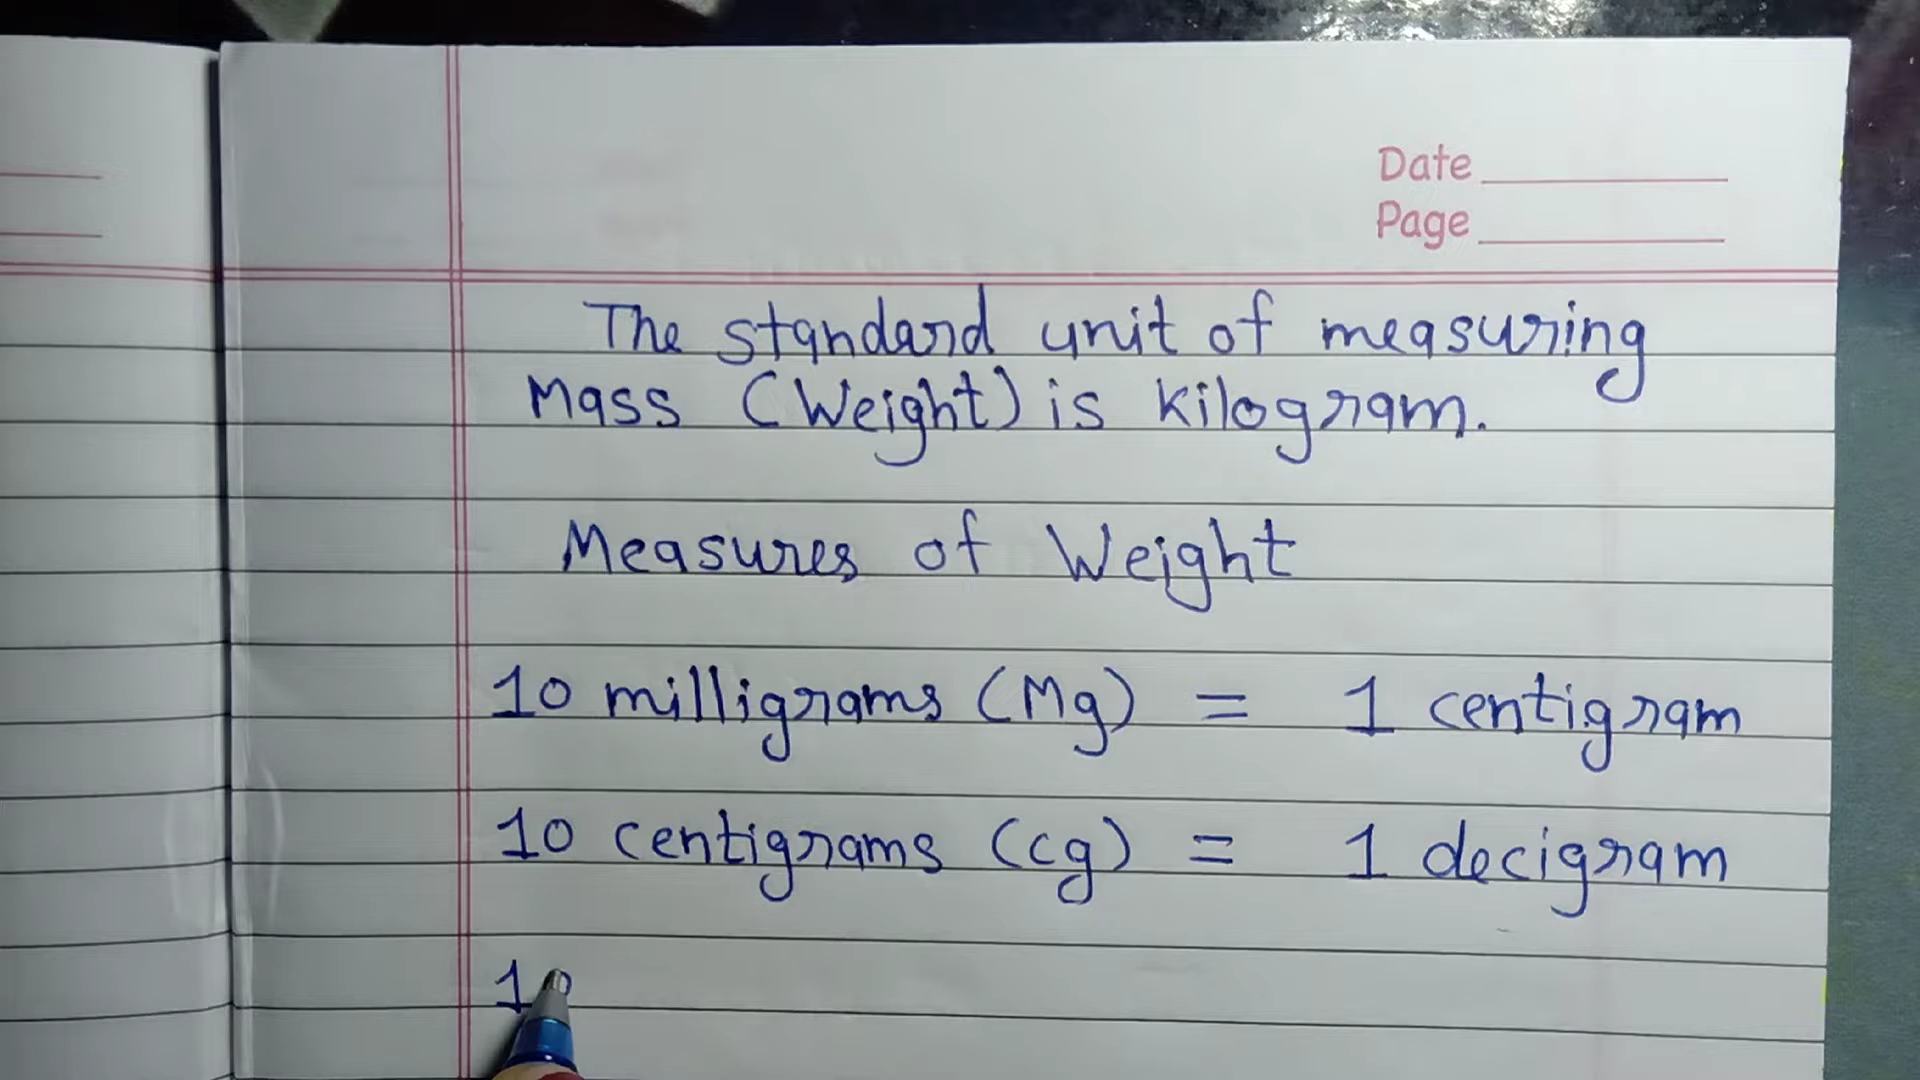 Date
Page
The standard unit of measuring
Mass (Weight) is kilogram.
Measures of Weight
10 milligrams (Mg) = 1 centigram
10 centigrams (cg) = 1 decigram
10